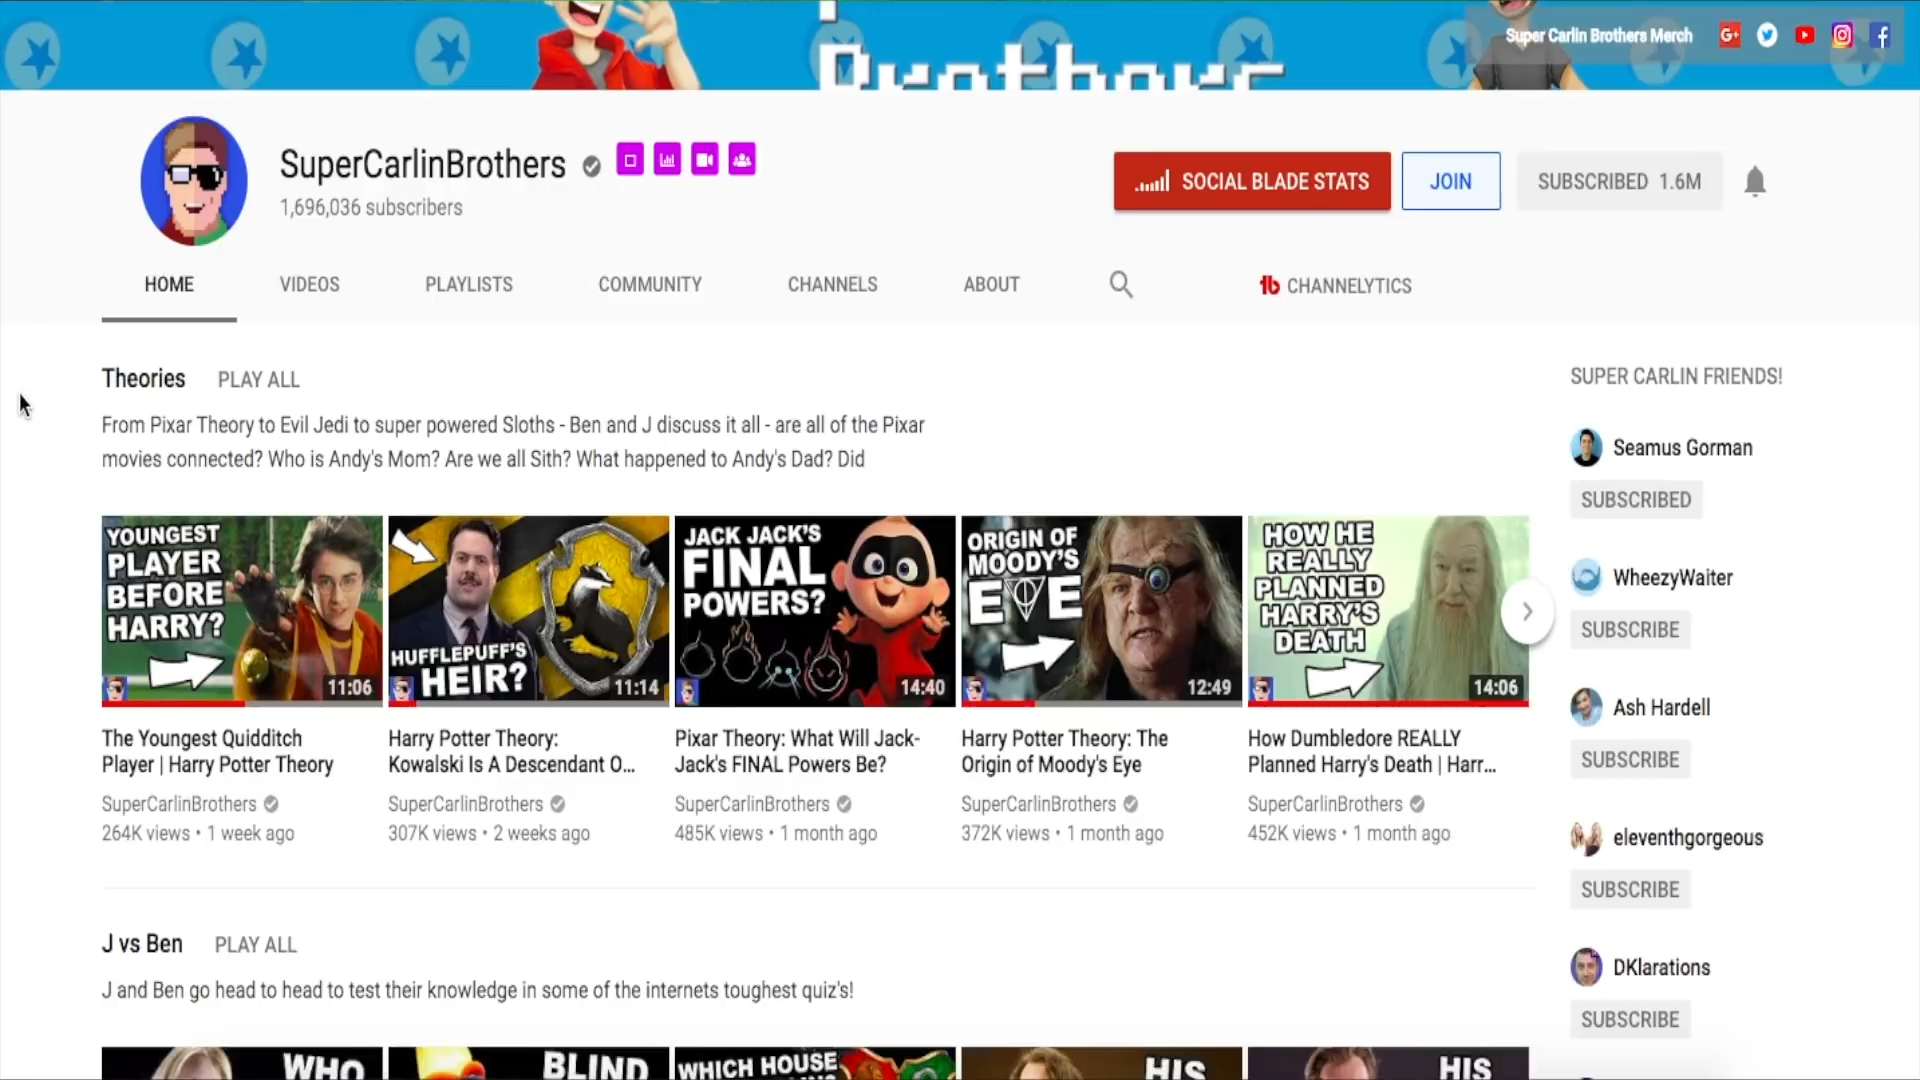 Brothers
Super Carlin Brothers Merch
SuperCarlinBrothers
1,696,036 subscribers
SOCIAL BLADE STATS
JOIN
SUBSCRIBED 1.6M
HOME
VIDEOS
PLAYLISTS
COMMUNITY
CHANNELS
ABOUT
CHANNELYTICS
Theories PLAY ALL
From Pixar Theory to Evil Jedi to super powered Sloths - Ben and J discuss it all - are all of the Pixar
movies connected? Who is Andy's Mom? Are we all Sith? What happened to Andy's Dad? Did
YOUNGEST
PLAYER
BEFORE
HARRY?
11:06
HUFFLEPUFF'S
HEIR?
11:14
JACK JACK'S
FINAL
POWERS?
14:40
ORIGIN OF
MOODY'S
EYE
12:49
HOW HE
REALLY
PLANNED
HARRY'S
DEATH
14:06
The Youngest Quidditch
Player | Harry Potter Theory
SuperCarlinBrothers
264K views • 1 week ago
Harry Potter Theory:
Kowalski Is A Descendant O...
SuperCarlinBrothers
307K views • 2 weeks ago
Pixar Theory: What Will Jack-
Jack's FINAL Powers Be?
SuperCarlinBrothers
485K views • 1 month ago
Harry Potter Theory: The
Origin of Moody's Eye
SuperCarlinBrothers
372K views • 1 month ago
How Dumbledore REALLY
Planned Harry's Death | Harr...
SuperCarlinBrothers
452K views • 1 month ago
J vs Ben PLAY ALL
J and Ben go head to head to test their knowledge in some of the internets toughest quiz's!
WHO
BLIND
WHICH HOUSE
HIS
HIS
SUPER CARLIN FRIENDS!
Seamus Gorman
SUBSCRIBED
WheezyWaiter
SUBSCRIBE
Ash Hardell
SUBSCRIBE
eleventhgorgeous
SUBSCRIBE
DKlarations
SUBSCRIBE